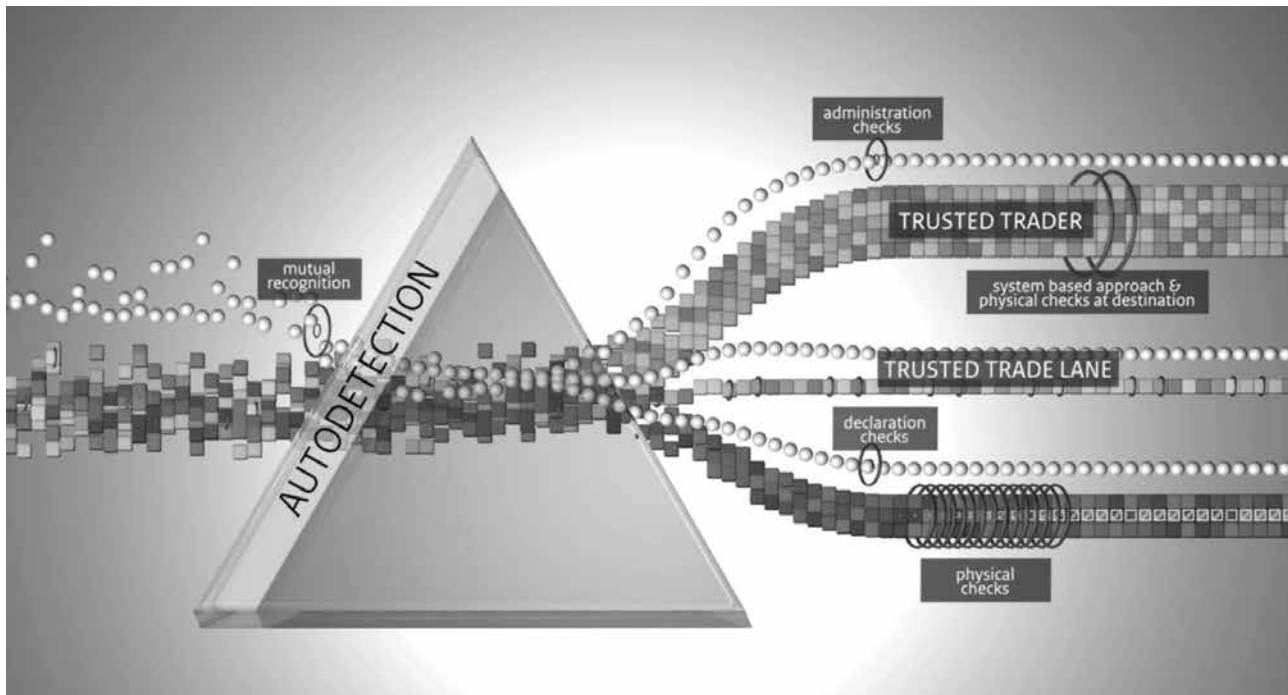 mutual
recognition
AUTODETECTION
administration
checks
TRUSTED TRADER
system based approach &
physical checks at destination
TRUSTED TRADE LANE
declaration
checks
physical
checks